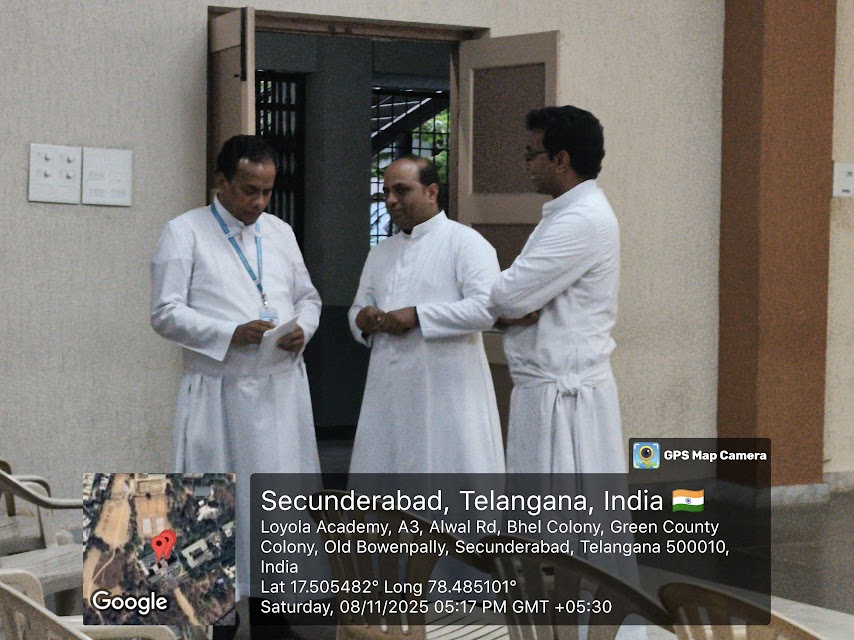 GPS Map Camera
Secunderabad, Telangana, India
Loyola Academy, A3, Alwal Rd, Bhel Colony, Green County
Colony, Old Bowenpally, Secunderabad, Telangana 500010,
India
Lat 17.505482° Long 78.485101°
Saturday, 08/11/2025 05:17 PM GMT +05:30
Google